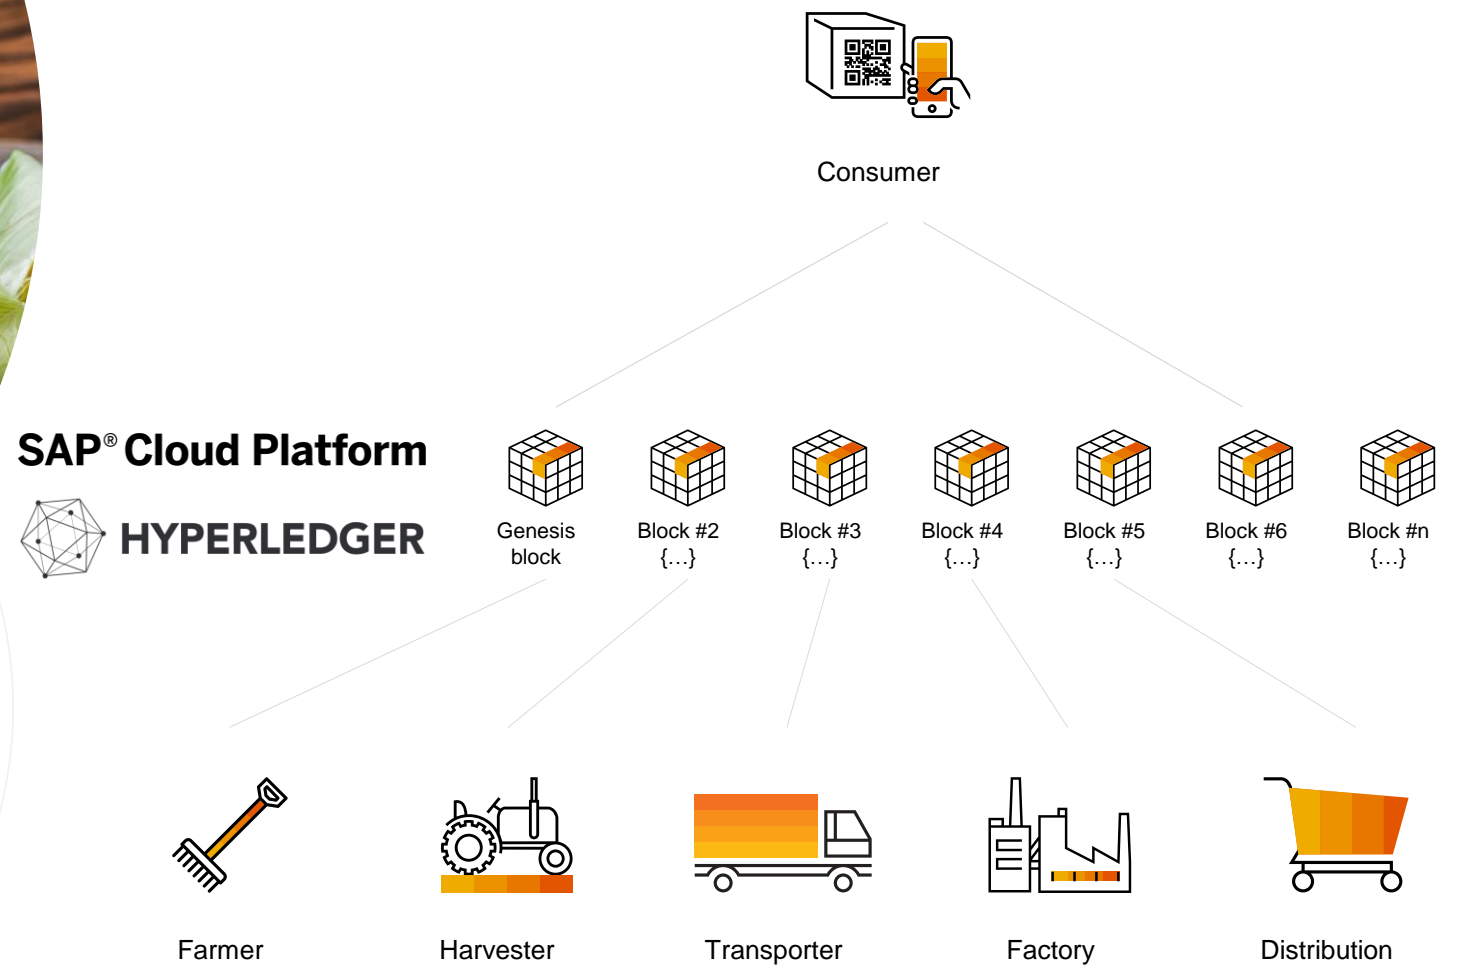 Consumer
SAP® Cloud Platform
HYPERLEDGER
Genesis
block
Block #2
{...}
Block #3
{...}
Block #4
{...}
Block #5
{...}
Block #6
{...}
Block #n
{...}
Farmer
Harvester
Transporter
Factory
Distribution